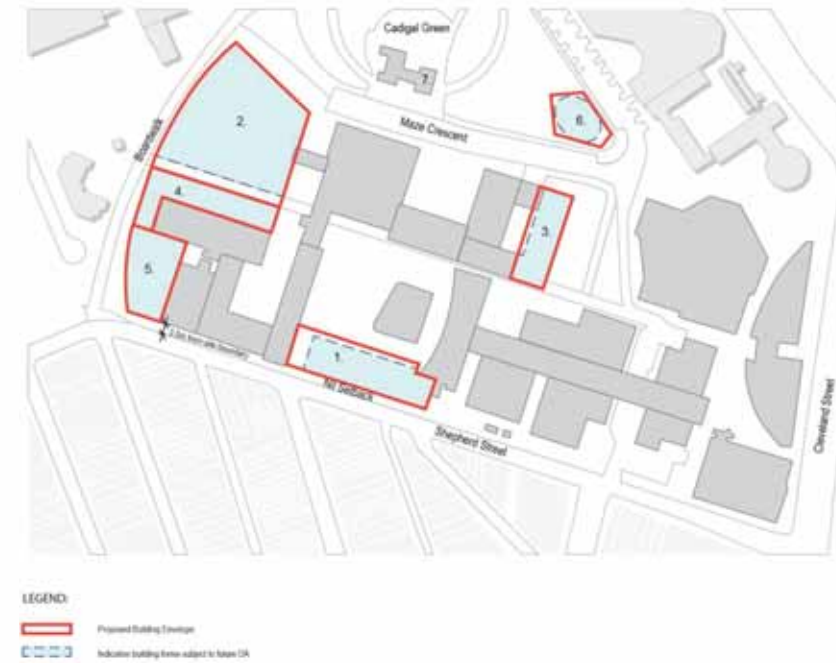 Cadigal Green
7.
2.
6.
Boardwalk
Maze Crescent
4.
3.
5.
1.
Nil Setback
Shepherd Street
Cleveland Street
LEGEND:
Proposed Building Envelope
Indicative building forms subject to future DA